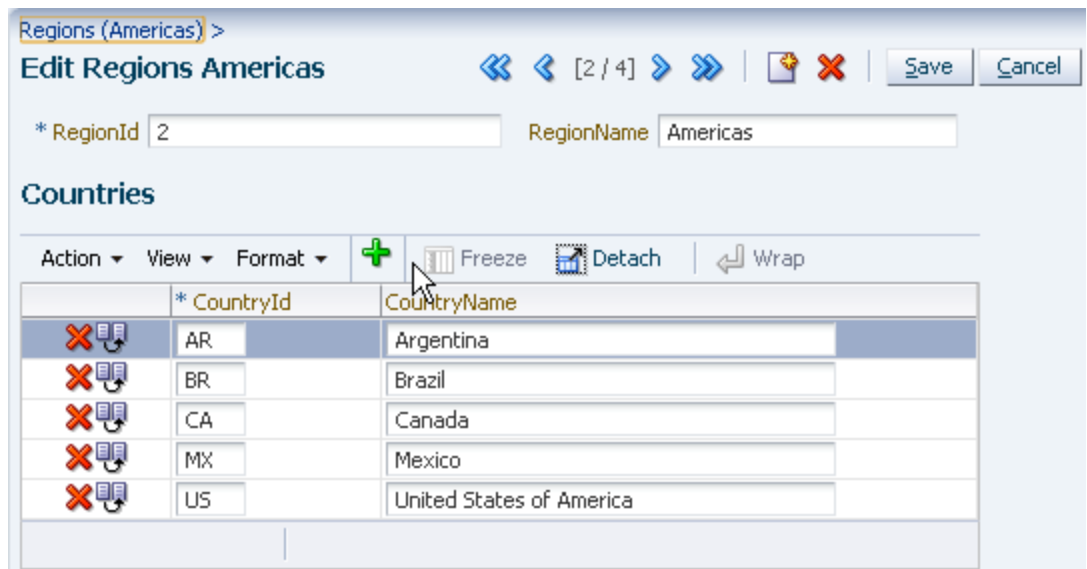 Regions (Americas) >
Edit Regions Americas [2 / 4] Save Cancel
* RegionId 2 RegionName Americas
Countries
Action View Format Freeze Detach Wrap
* CountryId CountryName
AR Argentina
BR Brazil
CA Canada
MX Mexico
US United States of America